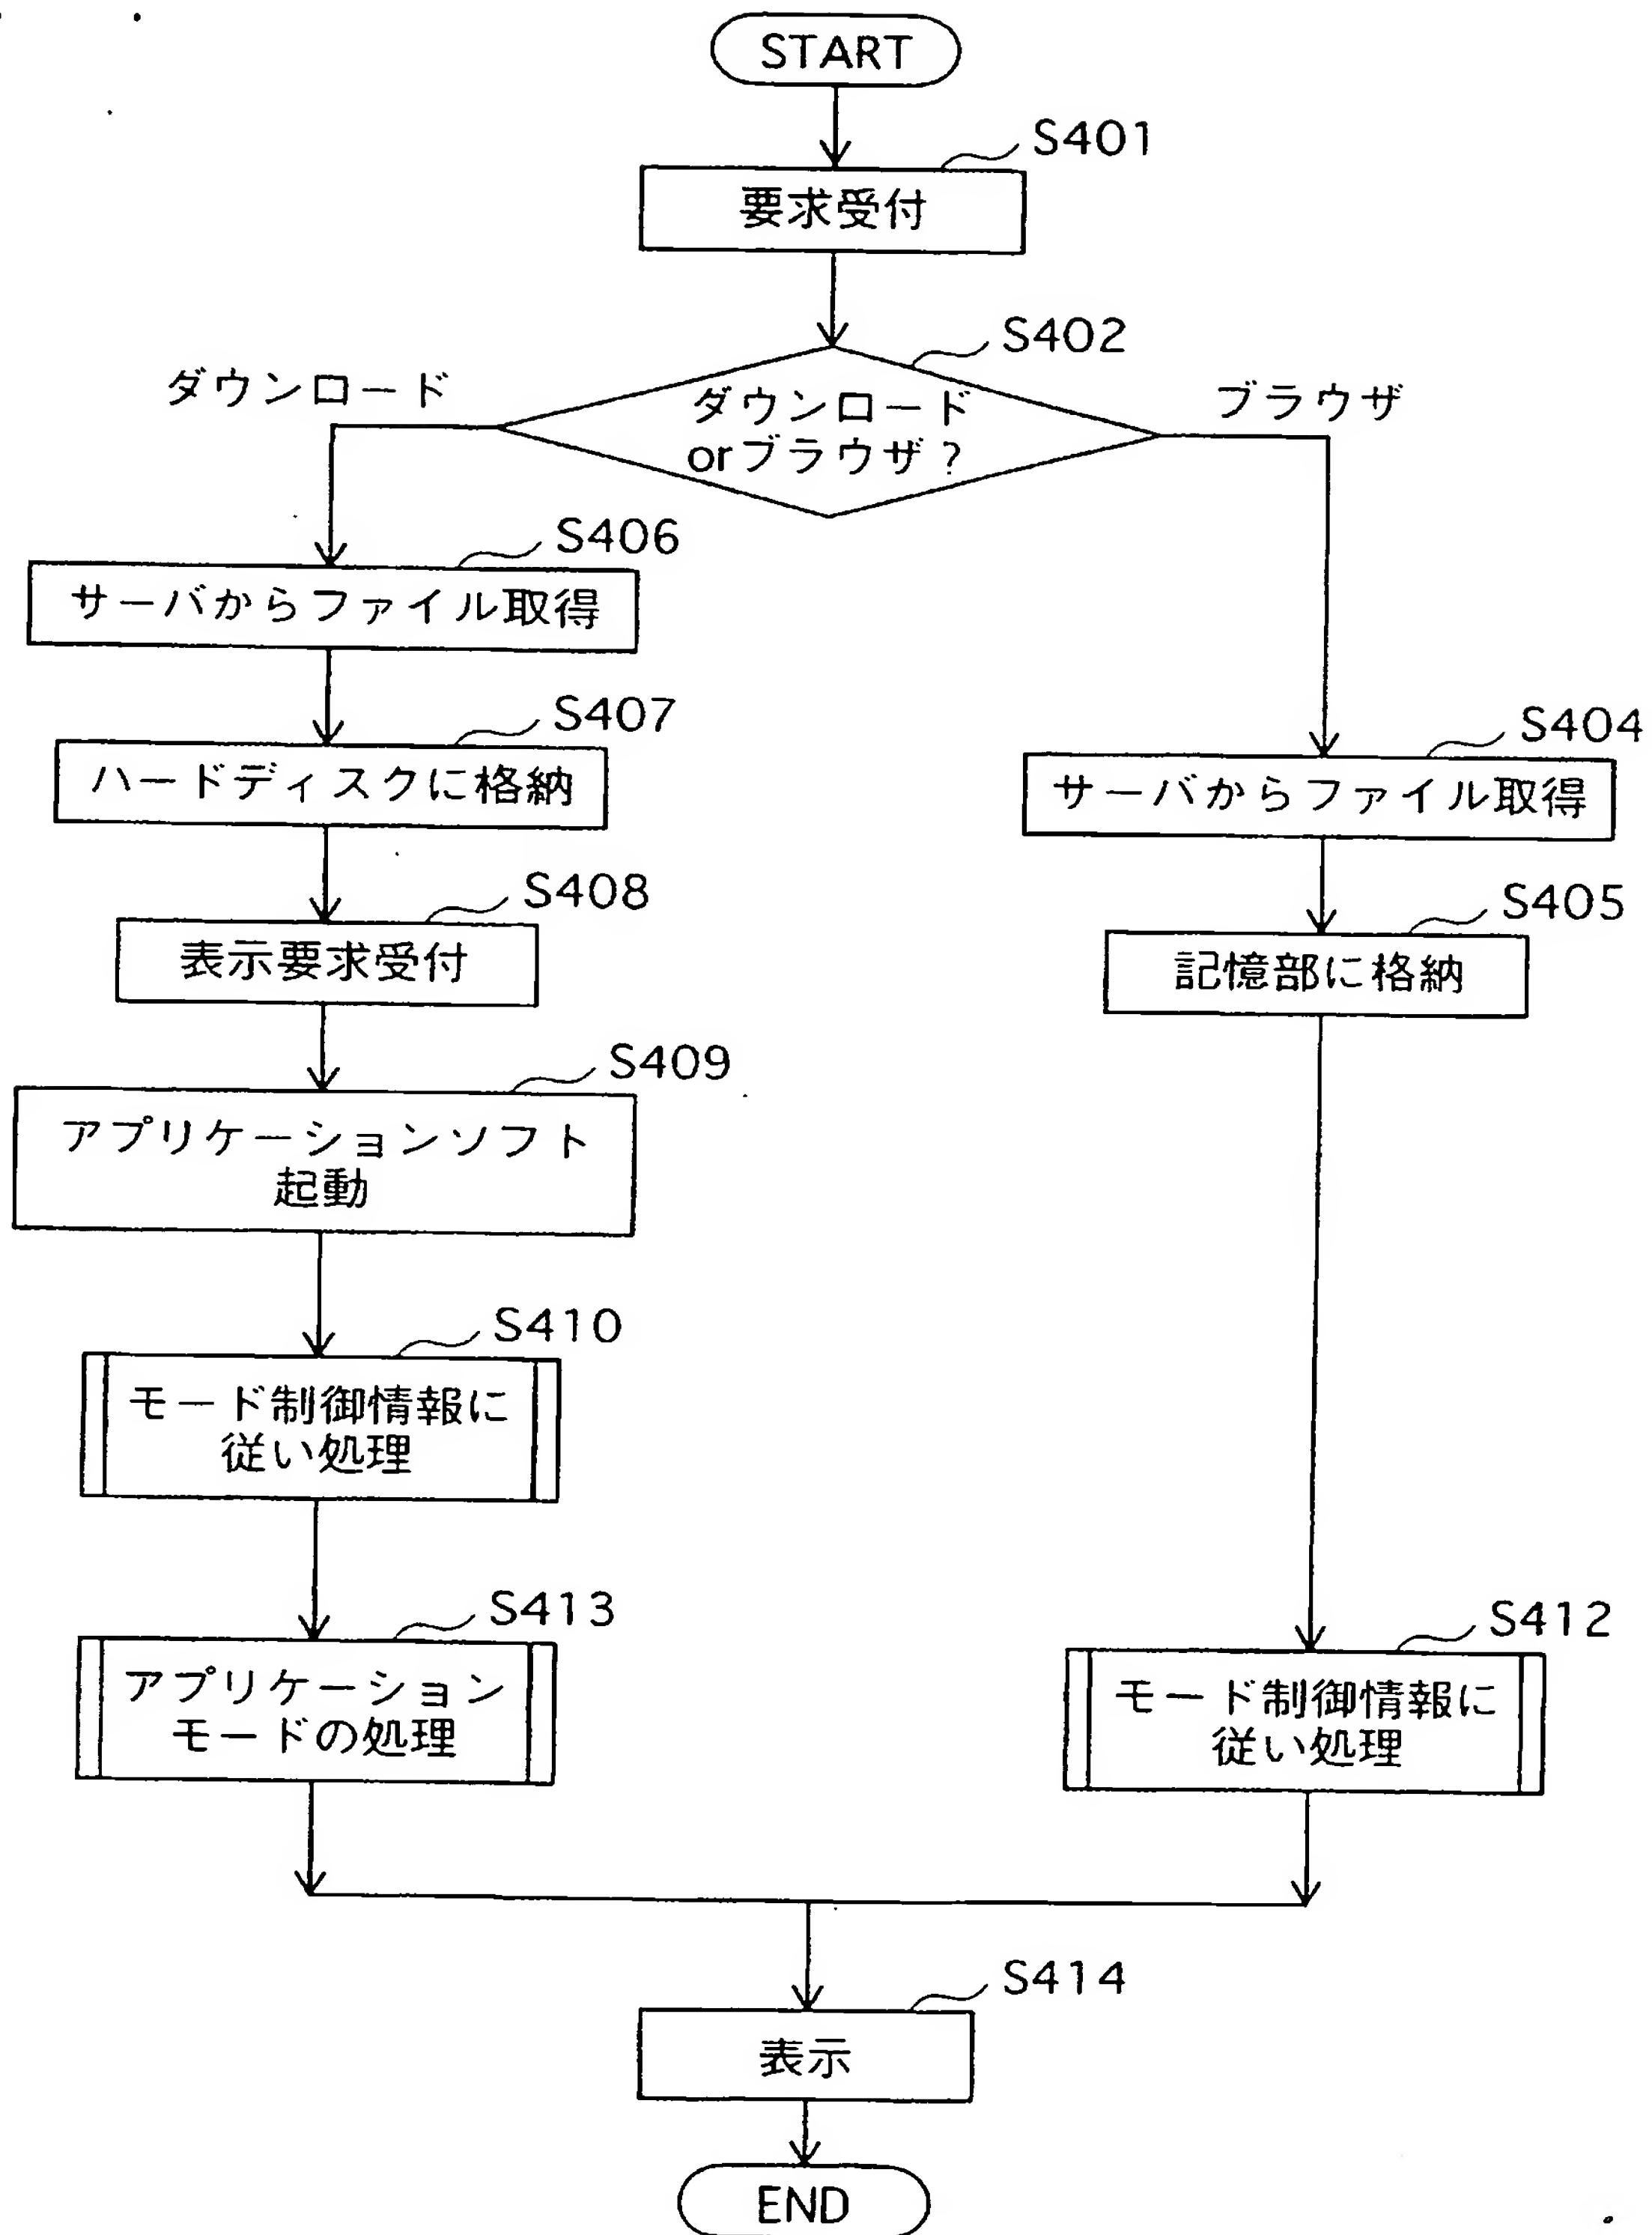 START
S401
要求受付
S402
ダウンロード
ダウンロード
orブラウザ?
ブラウザ
S406
サーバからファイル取得
S407
ハードディスクに格納
S404
サーバからファイル取得
S408
表示要求受付
S405
記憶部に格納
S409
アプリケーションソフト
起動
S410
モード制御情報に
従い処理
S413
アプリケーション
モードの処理
S412
モード制御情報に
従い処理
S414
表示
END